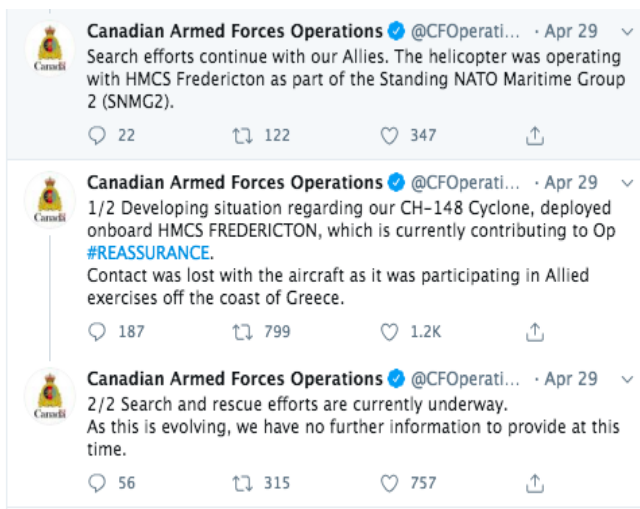 Canadian Armed Forces Operations @CFOperati... · Apr 29
Canada
Search efforts continue with our Allies. The helicopter was operating
with HMCS Fredericton as part of the Standing NATO Maritime Group
2 (SNMG2).
22 122 347
Canadian Armed Forces Operations @CFOperati... · Apr 29
Canada
1/2 Developing situation regarding our CH-148 Cyclone, deployed
onboard HMCS FREDERICTON, which is currently contributing to Op
#REASSURANCE.
Contact was lost with the aircraft as it was participating in Allied
exercises off the coast of Greece.
187 799 1.2K
Canadian Armed Forces Operations @CFOperati... · Apr 29
Canada
2/2 Search and rescue efforts are currently underway.
As this is evolving, we have no further information to provide at this
time.
56 315 757